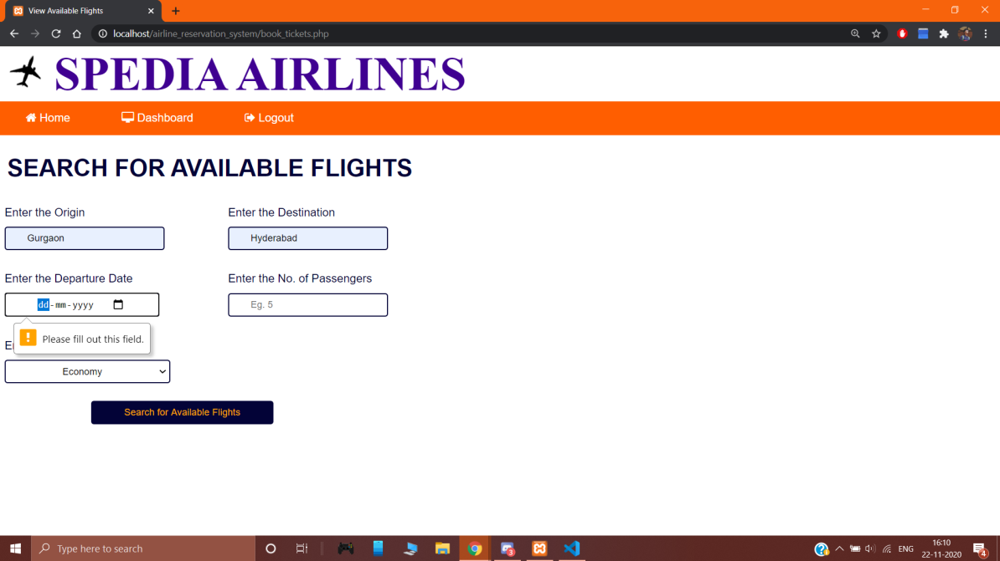 View Available Flights
localhost/airline_reservation_system/book_tickets.php
SPEDIA AIRLINES
Home Dashboard Logout
SEARCH FOR AVAILABLE FLIGHTS
Enter the Origin Enter the Destination
Gurgaon Hyderabad
Enter the Departure Date Enter the No. of Passengers
dd-mm-yyyy Eg. 5
Please fill out this field.
Economy
Search for Available Flights
Type here to search
3
ENG
16:10
22-11-2020
4